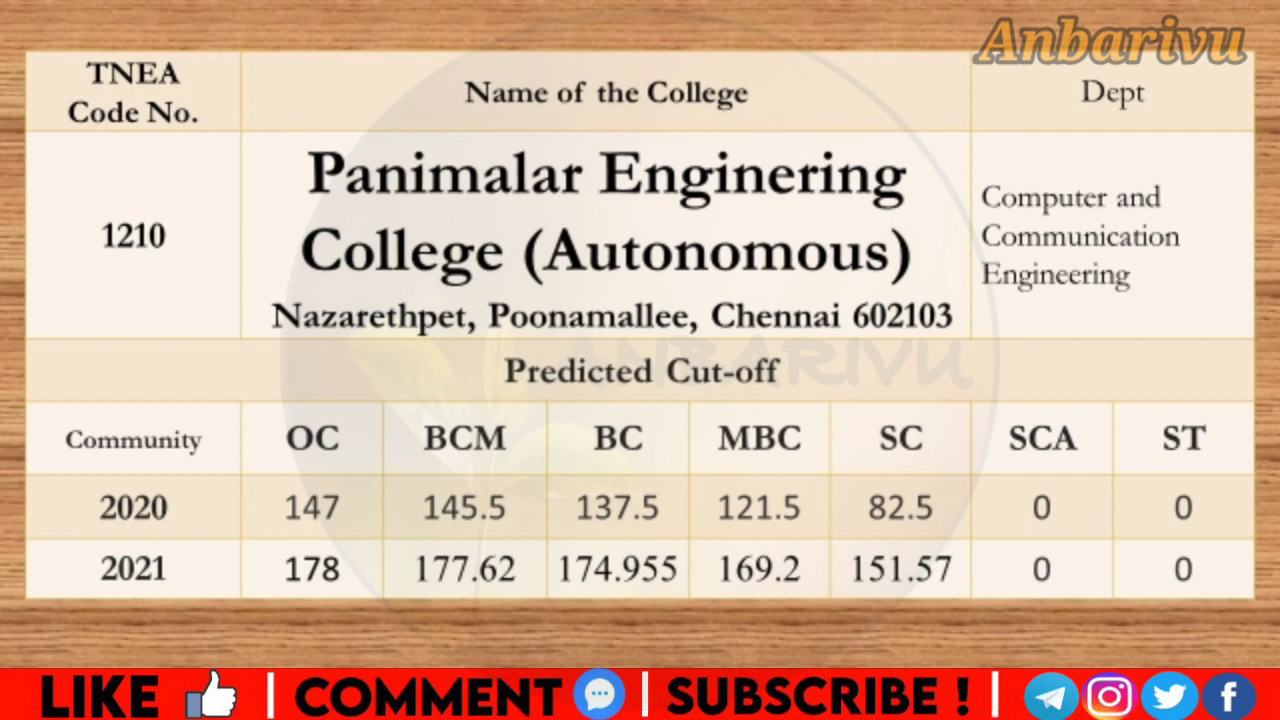 Anbarivu
TNEA
Code No.
Name of the College
Dept
1210
Panimalar Enginering
College (Autonomous)
Nazarethpet, Poonamallee, Chennai 602103
Computer and
Communication
Engineering
ANBARIVU
Predicted Cut-off
Community OC BCM BC MBC SC SCA ST
2020 147 145.5 137.5 121.5 82.5 0 0
2021 178 177.62 174.955 169.2 151.57 0 0
LIKE | COMMENT | SUBSCRIBE ! |